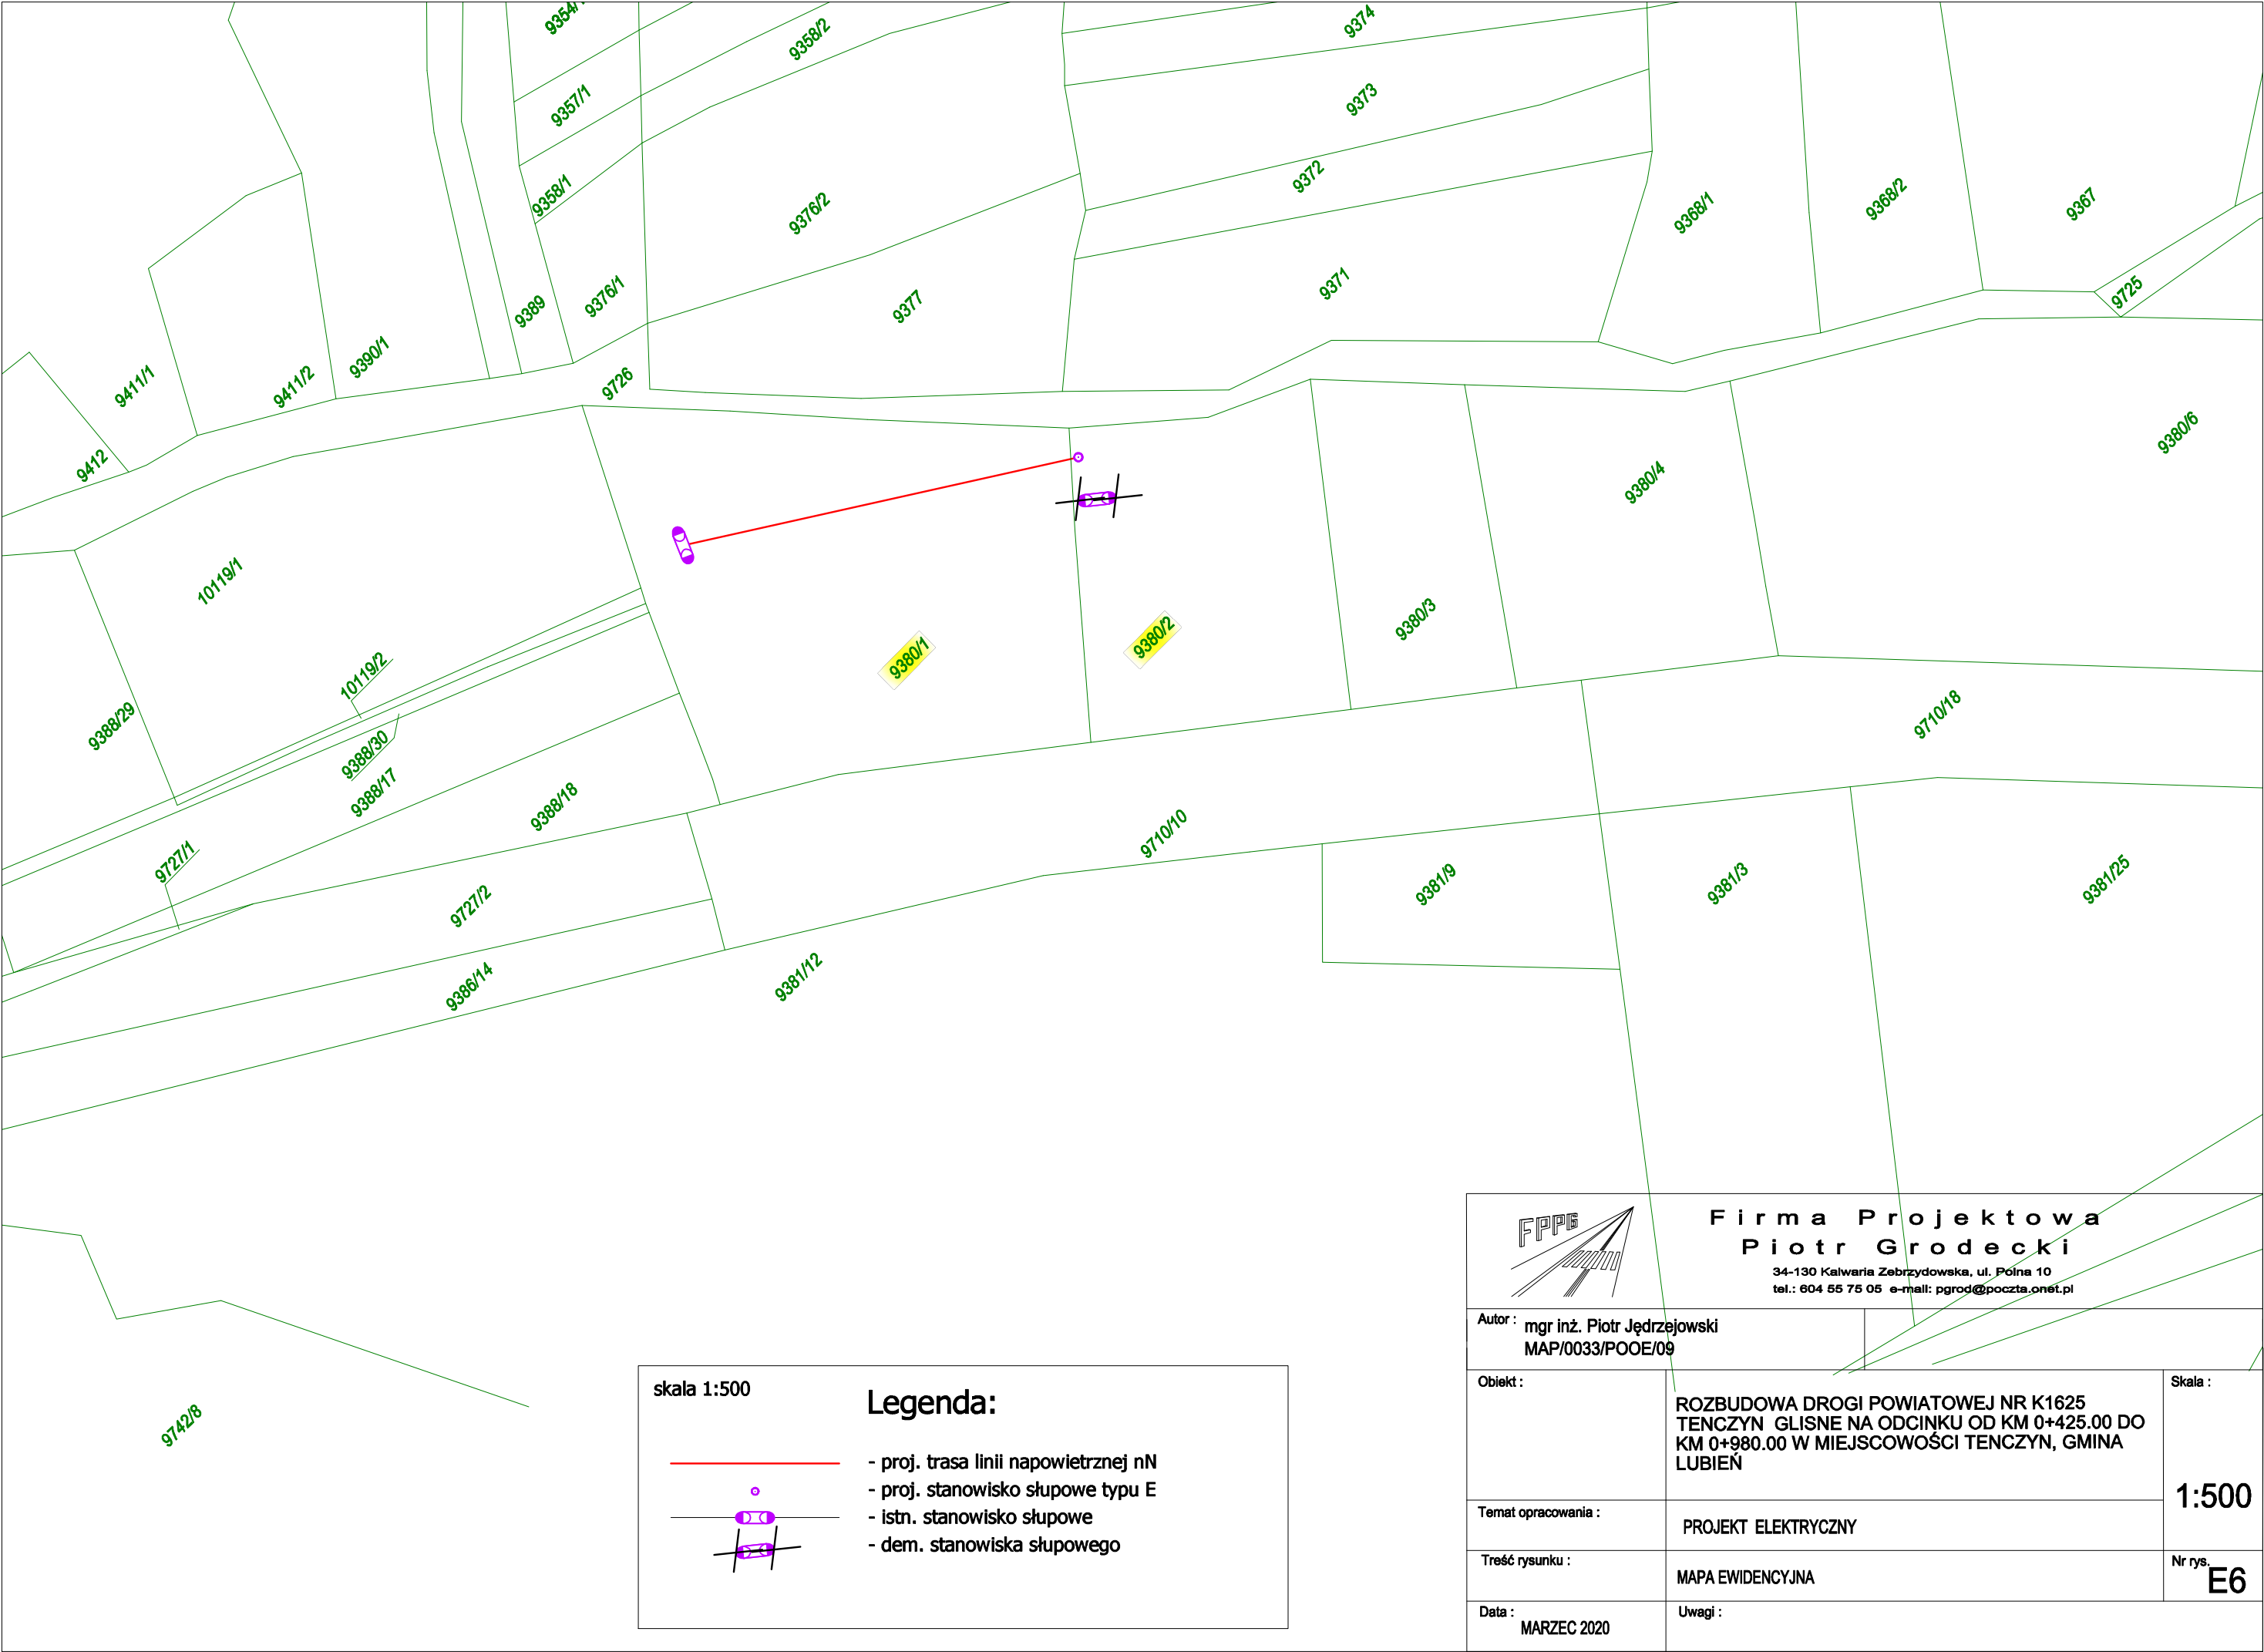 9354/1
9358/2
9374
9357/1
9373
9358/1
9376/2
9372
9368/1
9368/2
9367
9389
9376/1
9377
9371
9725
9411/1
9411/2
9390/1
9726
9412
9380/6
9380/4
10119/1
9380/1
9380/2
9380/3
10119/2
9388/29
9388/30
9388/17
9388/18
9710/18
9710/10
9727/1
9727/2
9381/9
9381/3
9381/25
9386/14
9381/12
9742/8
skala 1:500
Legenda:
- proj. trasa linii napowietrznej nN
- proj. stanowisko słupowe typu E
- istn. stanowisko słupowe
- dem. stanowiska słupowego
FPPG
Firma Projektowa
Piotr Grodecki
34-130 Kalwaria Zebrzydowska, ul. Polna 10
tel.: 604 55 75 05 e-mail: pgrod@poczta.onet.pl
Autor : mgr inż. Piotr Jędrzejowski
MAP/0033/POOE/09
Obiekt :
ROZBUDOWA DROGI POWIATOWEJ NR K1625
TENCZYN GLISNE NA ODCINKU OD KM 0+425.00 DO
KM 0+980.00 W MIEJSCOWOŚCI TENCZYN, GMINA
LUBIEŃ
Skala :
1:500
Temat opracowania :
PROJEKT ELEKTRYCZNY
Treść rysunku :
MAPA EWIDENCYJNA
Nr rys.
E6
Data :
MARZEC 2020
Uwagi :